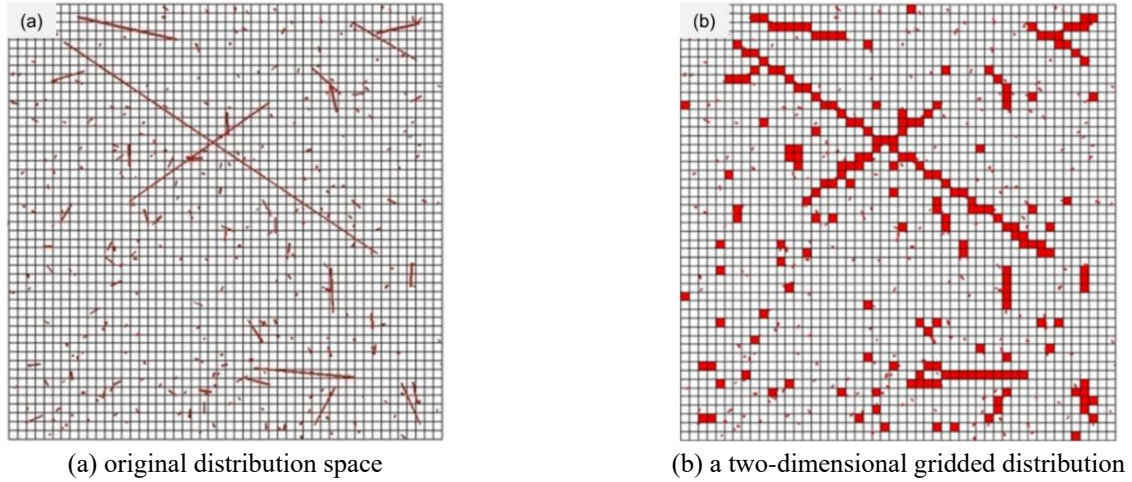 (a)
(b)
(a) original distribution space
(b) a two-dimensional gridded distribution